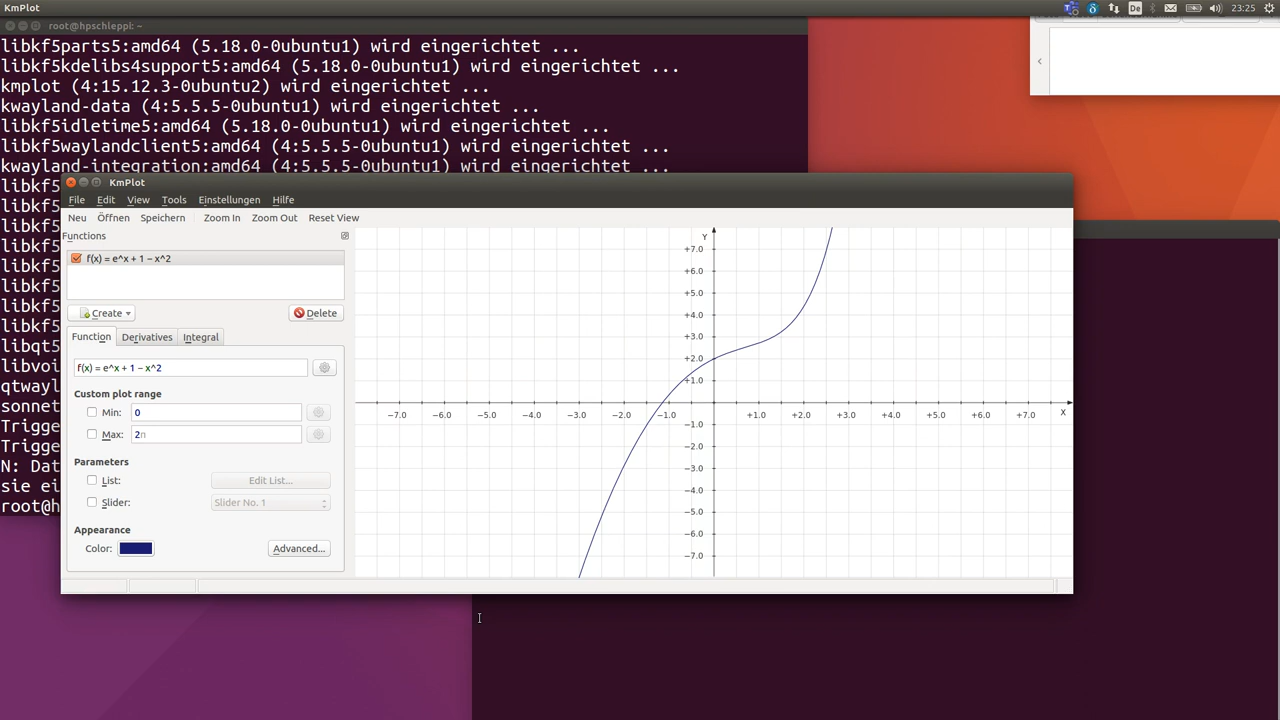 KmPlot
De
23:25
root@hpschleppi: ~
libkf5parts5:amd64 (5.18.0-0ubuntu1) wird eingerichtet ...
libkf5kdelibs4support5:amd64 (5.18.0-0ubuntu1) wird eingerichtet ...
kmplot (4:15.12.3-0ubuntu2) wird eingerichtet ...
kwayland-data (4:5.5.5-0ubuntu1) wird eingerichtet ...
libkf5idletime5:amd64 (5.18.0-0ubuntu1) wird eingerichtet ...
libkf5waylandclient5:amd64 (5.18.0-0ubuntu1) wird eingerichtet ...
kwayland-integration:amd64 (4:5.5.5-0ubuntu1) wird eingerichtet ...
libkf5
libkf5
libkf5
libkf5
libkf5
libkf5
libkf5
libkf5
libqt5
libvoi
qtwayl
sonnet
Trigge
Trigge
N: Dat
sie ei
root@h
KmPlot
File Edit View Tools Einstellungen Hilfe
Neu Öffnen Speichern Zoom In Zoom Out Reset View
Functions
f(x) = e^x + 1 – x^2
Create
Delete
Function Derivatives Integral
f(x) = e^x + 1 – x^2
Custom plot range
Min: 0
Max: 2π
Parameters
List: Edit List...
Slider: Slider No. 1
Appearance
Color: Advanced...
Y
+7.0
+6.0
+5.0
+4.0
+3.0
+2.0
+1.0
−7.0 −6.0 −5.0 −4.0 −3.0 −2.0 −1.0 +1.0 +2.0 +3.0 +4.0 +5.0 +6.0 +7.0 X
−1.0
−2.0
−3.0
−4.0
−5.0
−6.0
−7.0